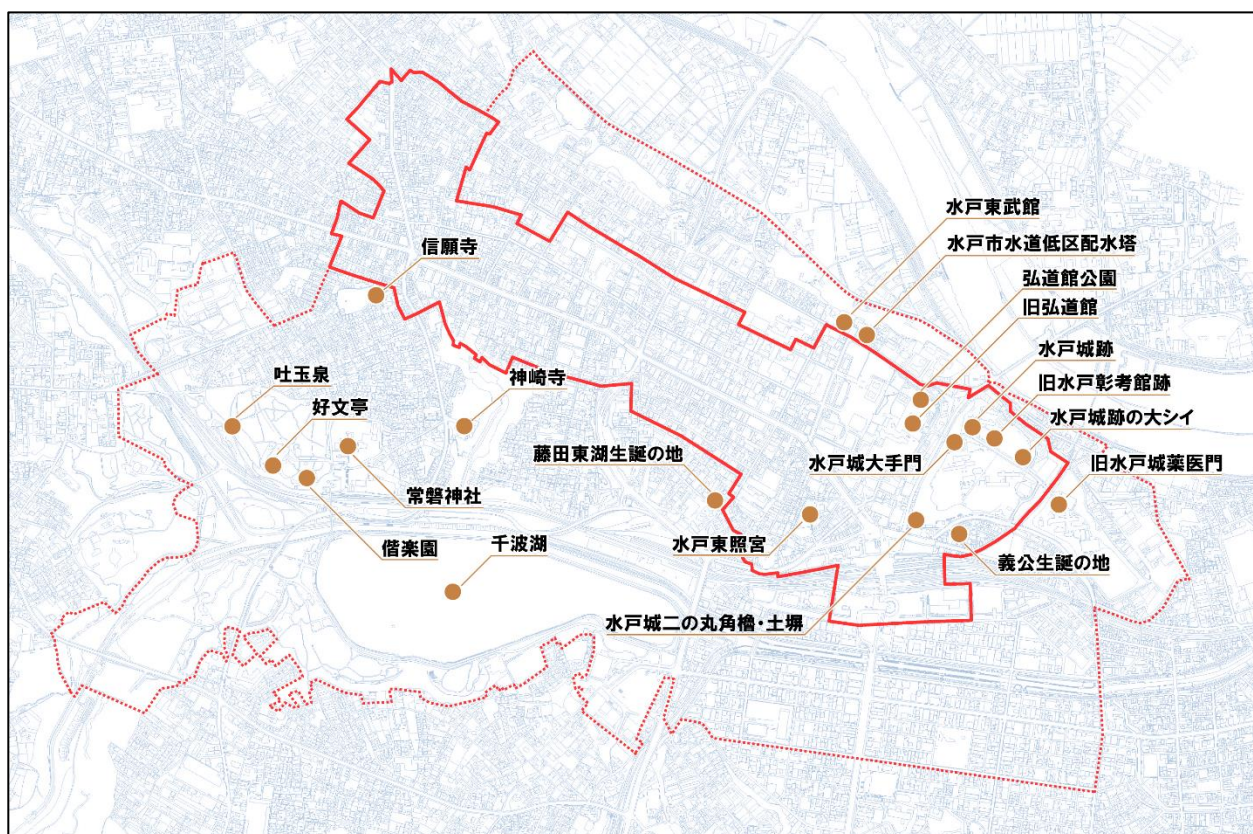 水戸東武館
水戸市水道低区配水塔
信願寺
弘道館公園
旧弘道館
水戸城跡
吐玉泉
神崎寺
旧水戸彰考館跡
好文亭
水戸城跡の大シイ
藤田東湖生誕の地
水戸城大手門
旧水戸城薬医門
常磐神社
偕楽園
千波湖
水戸東照宮
義公生誕の地
水戸城二の丸角櫓・土塀